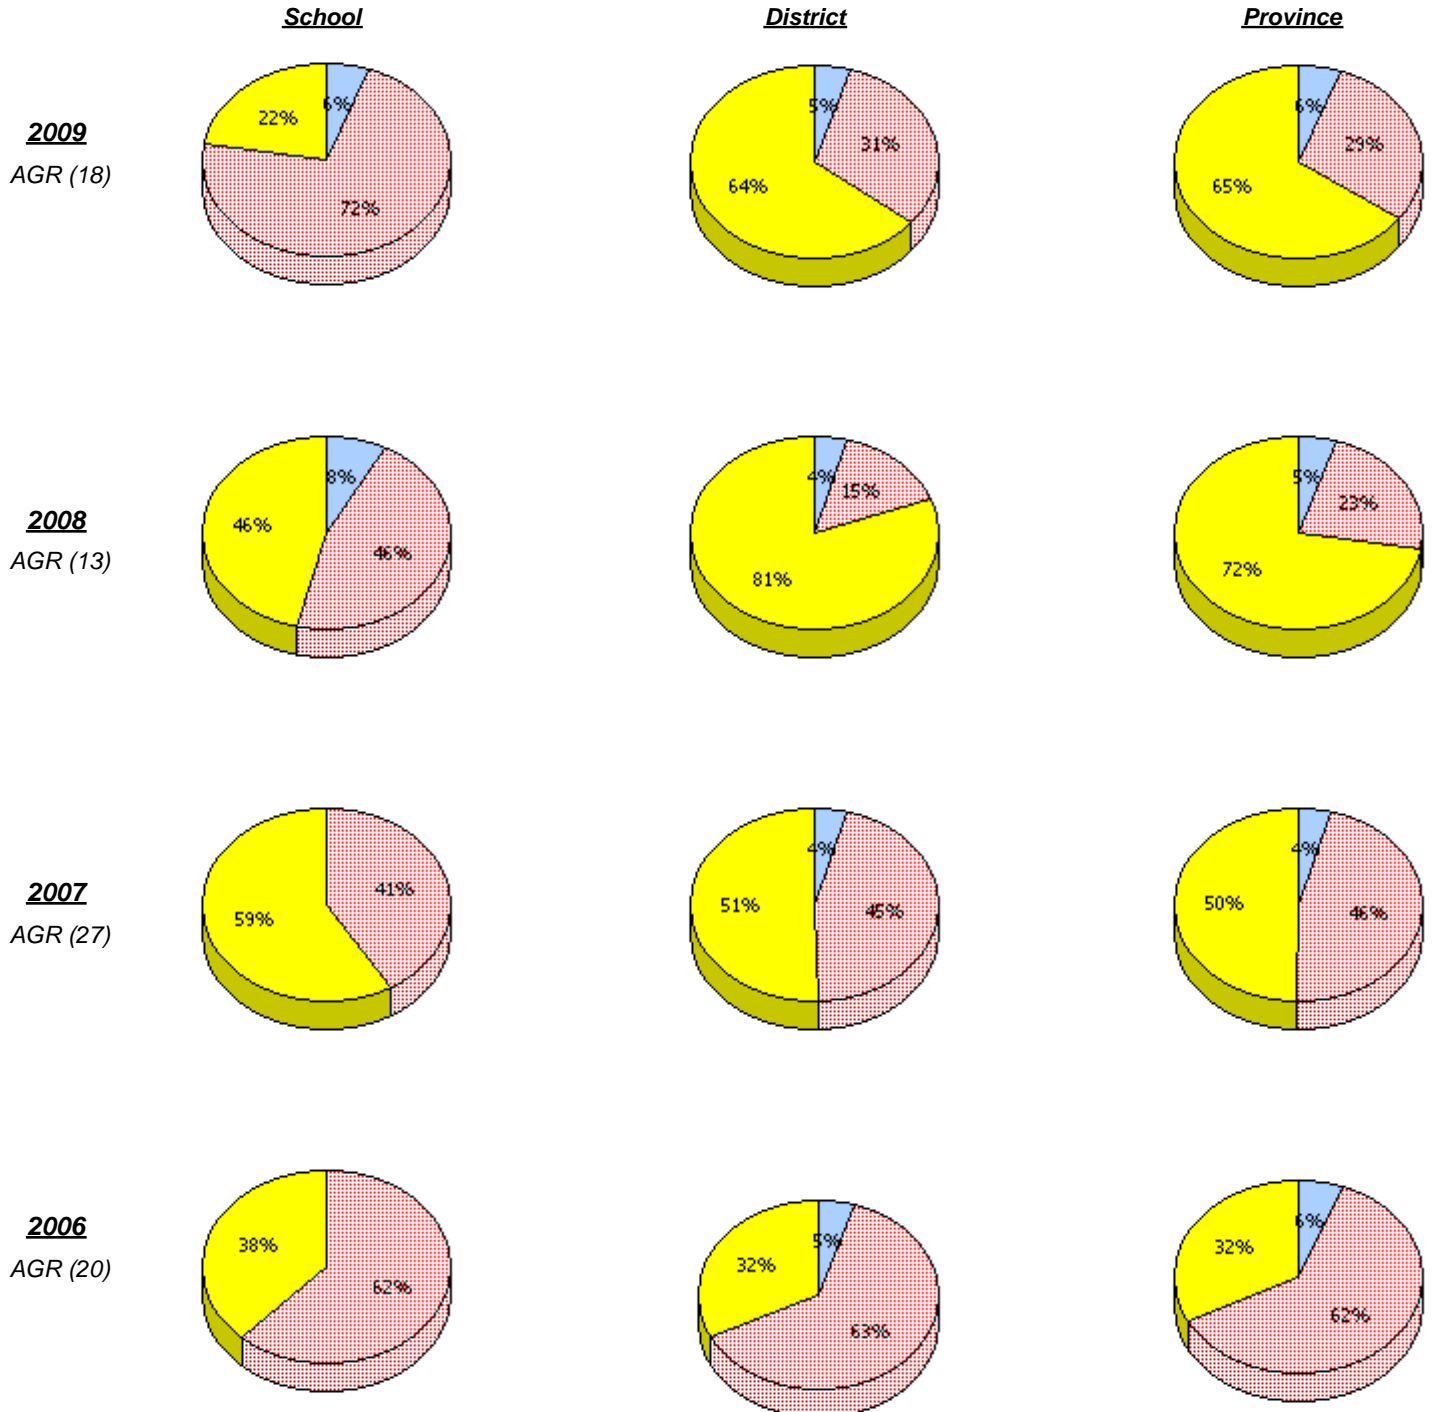 School District Province
2009
AGR (18)
22% 6% 72%
5% 31% 64%
6% 29% 65%
2008
AGR (13)
46% 8% 46%
4% 15% 81%
5% 23% 72%
2007
AGR (27)
59% 41%
51% 4% 45%
50% 4% 46%
2006
AGR (20)
38% 62%
32% 5% 63%
32% 6% 62%